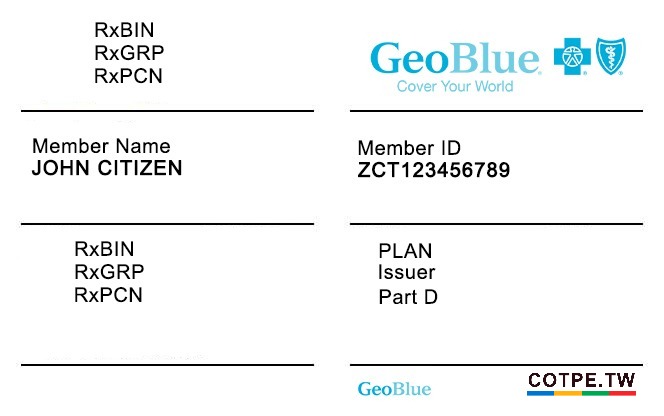 RxBIN
RxGRP
RxPCN
GeoBlue®
Cover Your World
Member Name
JOHN CITIZEN
Member ID
ZCT123456789
RxBIN
RxGRP
RxPCN
PLAN
Issuer
Part D
GeoBlue
COTPE.TW